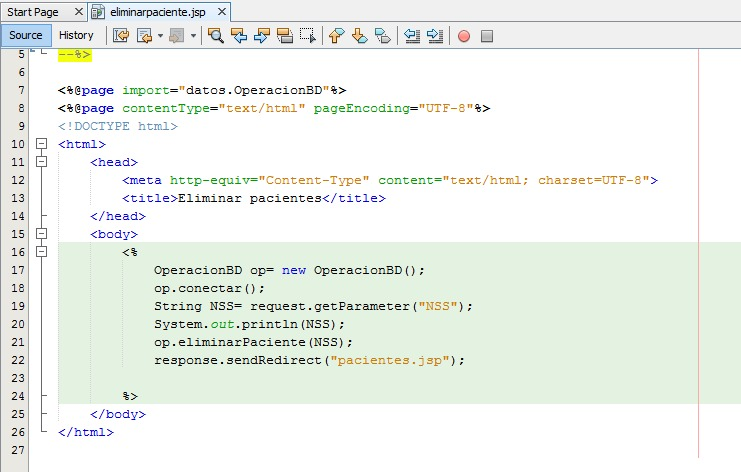 Start Page eliminarpaciente.jsp
Source History
5 --%>
6
7 <%@page import="datos.OperacionBD"%>
8 <%@page contentType="text/html" pageEncoding="UTF-8"%>
9 <!DOCTYPE html>
10 <html>
11 <head>
12 <meta http-equiv="Content-Type" content="text/html; charset=UTF-8">
13 <title>Eliminar pacientes</title>
14 </head>
15 <body>
16 <%
17 OperacionBD op= new OperacionBD();
18 op.conectar();
19 String NSS= request.getParameter("NSS");
20 System.out.println(NSS);
21 op.eliminarPaciente(NSS);
22 response.sendRedirect("pacientes.jsp");
23
24 %>
25 </body>
26 </html>
27